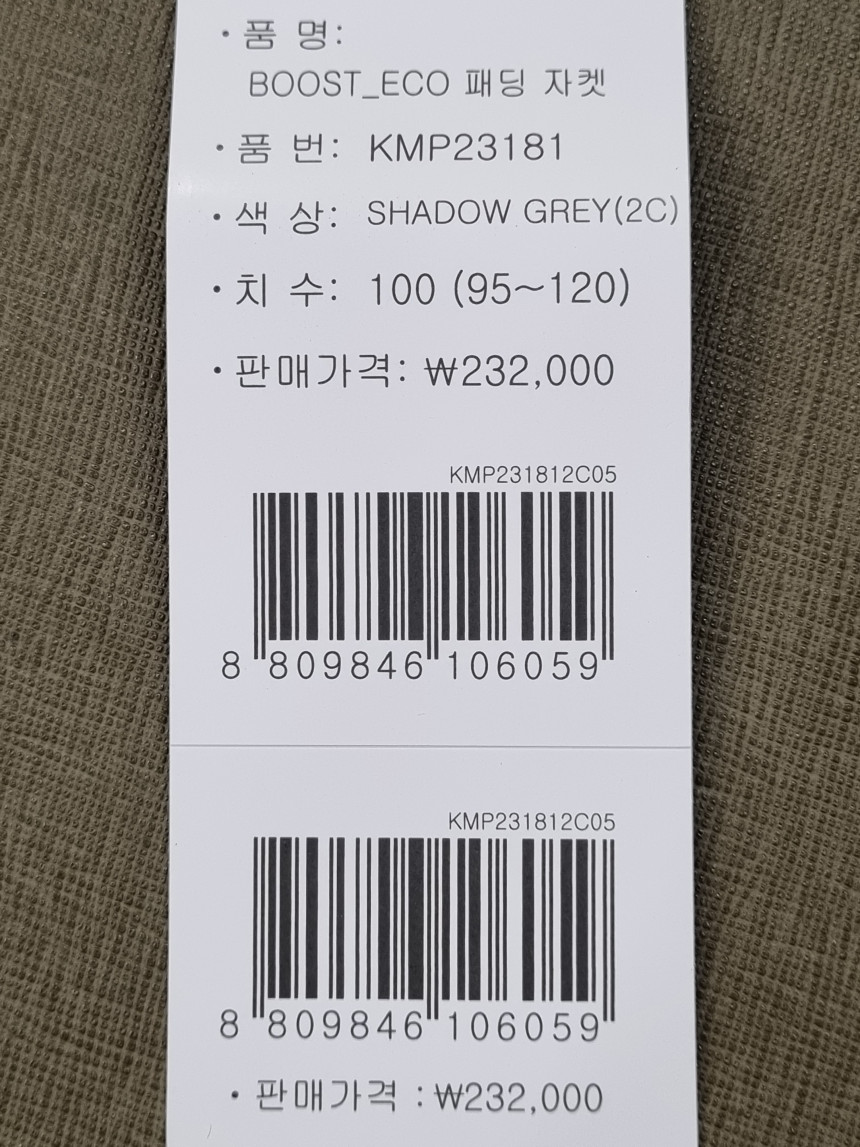 · 품 명:
BOOST_ECO 패딩 자켓
· 품 번: KMP23181
· 색 상: SHADOW GREY(2C)
· 치 수: 100 (95~120)
· 판매가격: ₩232,000
KMP231812C05
8 809846 106059
KMP231812C05
8 809846 106059
· 판매가격 :₩232,000